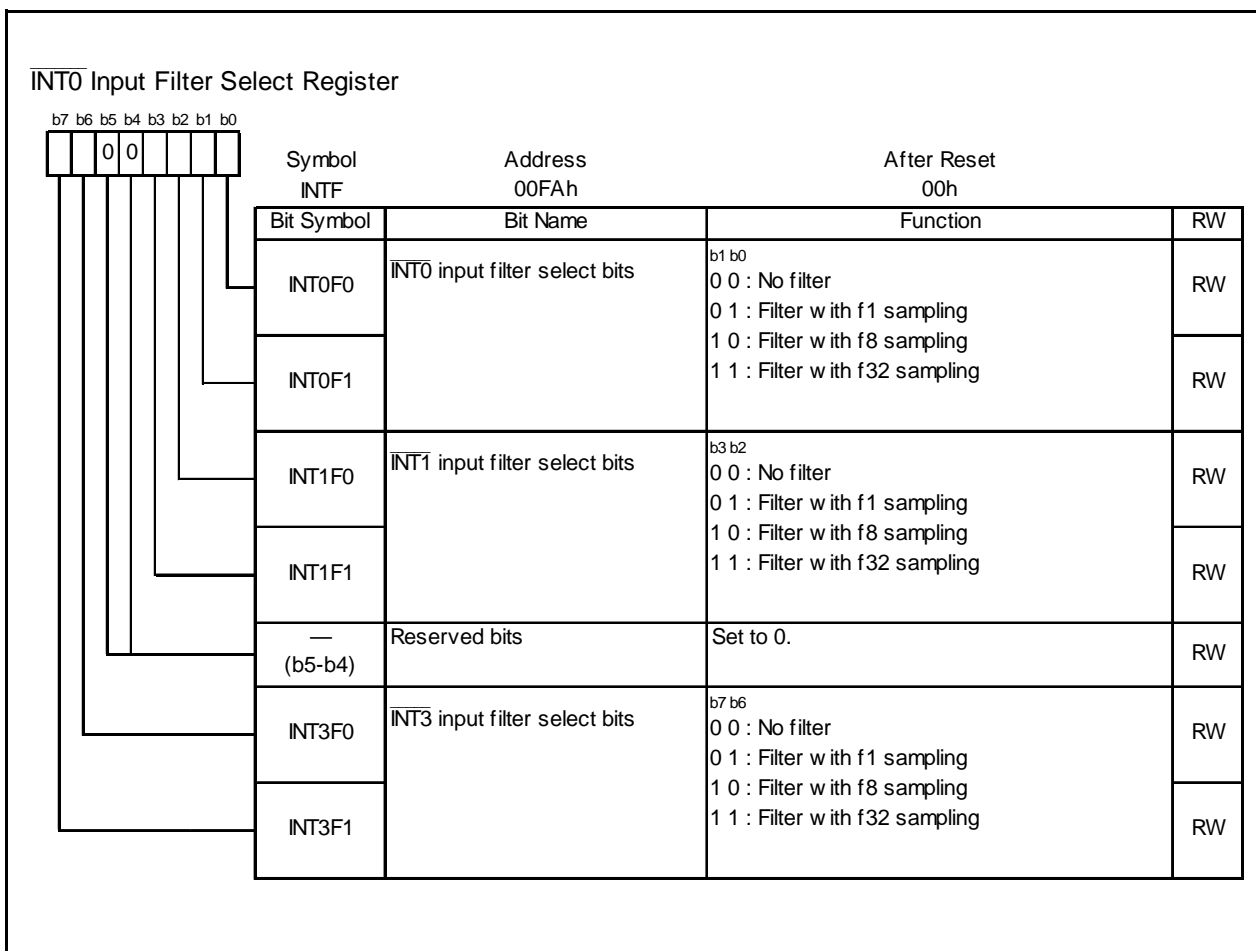 INT0 Input Filter Select Register
b7 b6 b5 b4 b3 b2 b1 b0
0 0
Symbol Address After Reset
INTF 00FAh 00h
Bit Symbol Bit Name Function RW
INT0F0 INT0 input filter select bits b1 b0 RW
0 0 : No filter
0 1 : Filter with f1 sampling
1 0 : Filter with f8 sampling
INT0F1 1 1 : Filter with f32 sampling RW
INT1F0 INT1 input filter select bits b3 b2 RW
0 0 : No filter
0 1 : Filter with f1 sampling
1 0 : Filter with f8 sampling
INT1F1 1 1 : Filter with f32 sampling RW
— Reserved bits Set to 0. RW
(b5-b4)
INT3F0 INT3 input filter select bits b7 b6 RW
0 0 : No filter
0 1 : Filter with f1 sampling
1 0 : Filter with f8 sampling
INT3F1 1 1 : Filter with f32 sampling RW